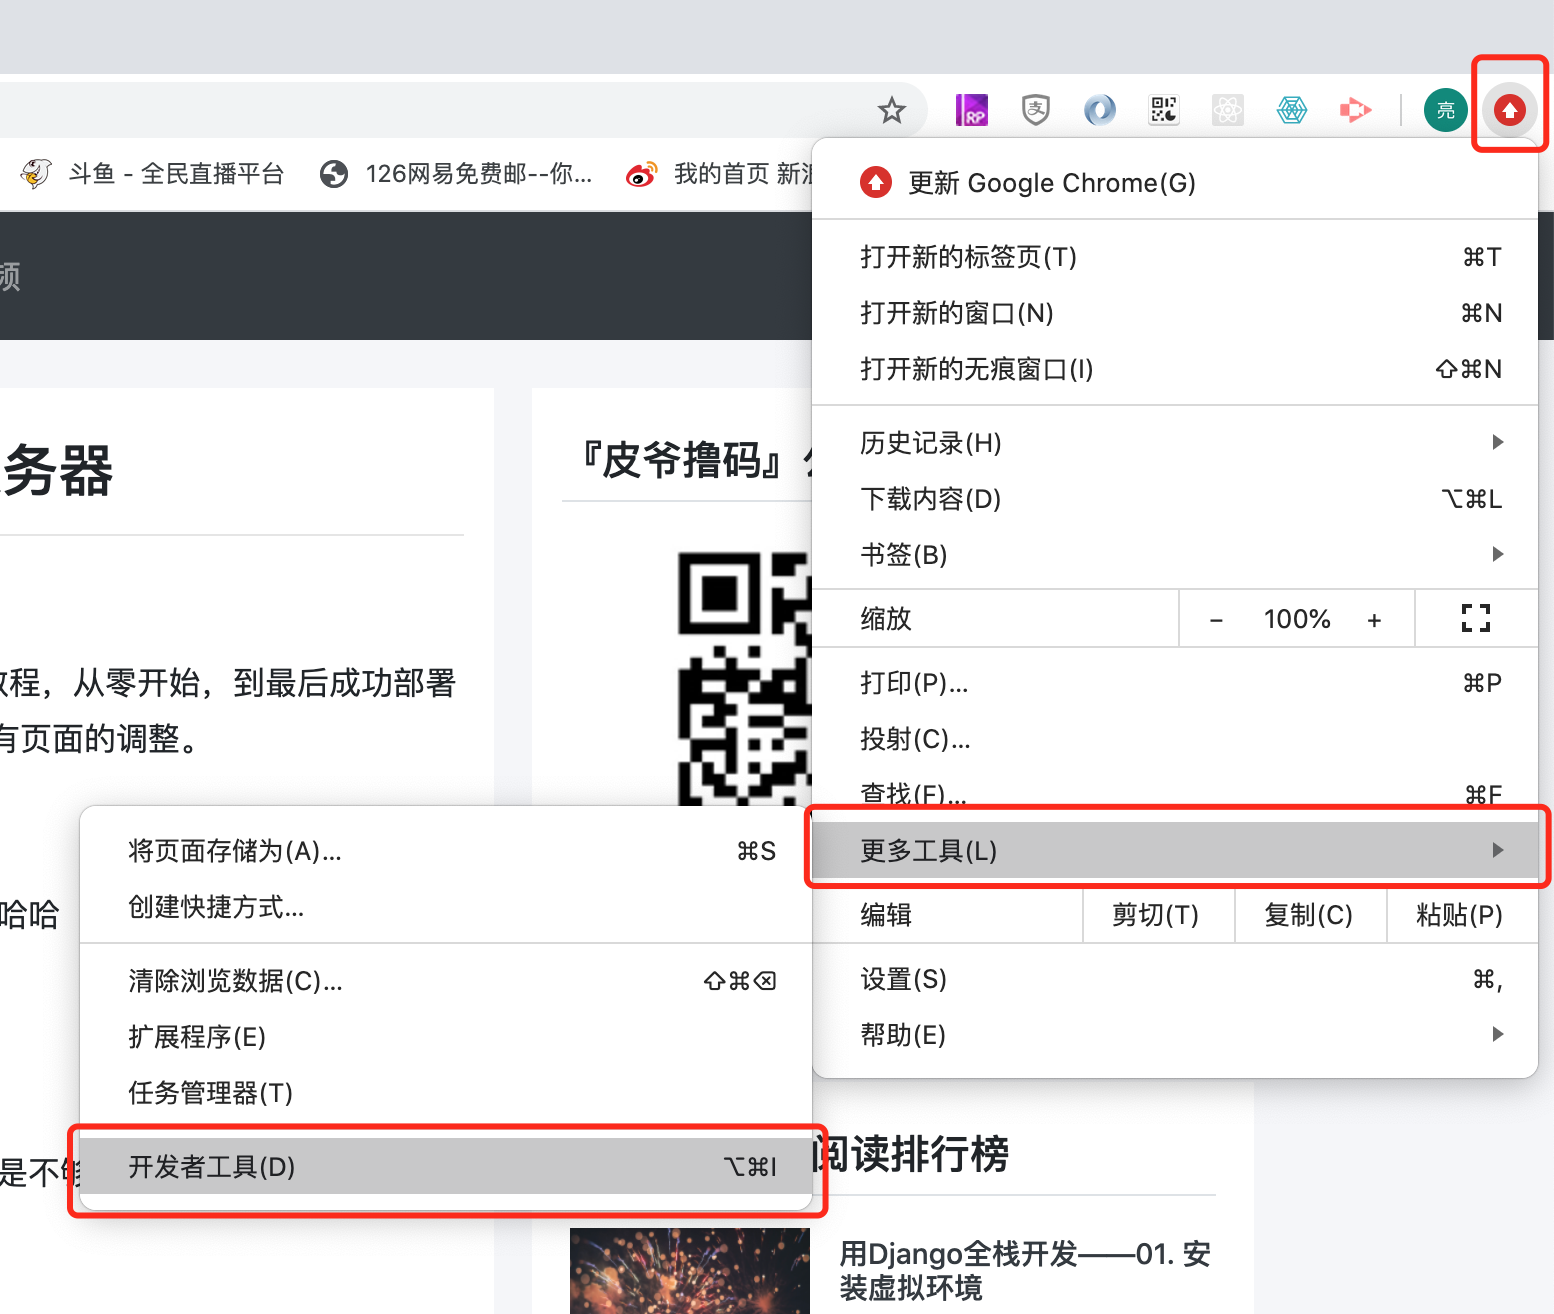 亮
斗鱼 - 全民直播平台
126网易免费邮--你...
我的首页 新浪
更新 Google Chrome(G)
打开新的标签页(T) ⌘T
打开新的窗口(N) ⌘N
打开新的无痕窗口(I) ⇧⌘N
历史记录(H)
下载内容(D) ⌥⌘L
书签(B)
缩放 − 100% +
打印(P)... ⌘P
投射(C)...
查找(F)... ⌘F
更多工具(L)
编辑 剪切(T) 复制(C) 粘贴(P)
设置(S) ⌘,
帮助(E)
将页面存储为(A)... ⌘S
创建快捷方式...
清除浏览数据(C)... ⇧⌘⌫
扩展程序(E)
任务管理器(T)
开发者工具(D) ⌥⌘I
频
务器
教程，从零开始，到最后成功部署
有页面的调整。
哈哈
是不够
『皮爷撸码』
阅读排行榜
用Django全栈开发——01. 安
装虚拟环境